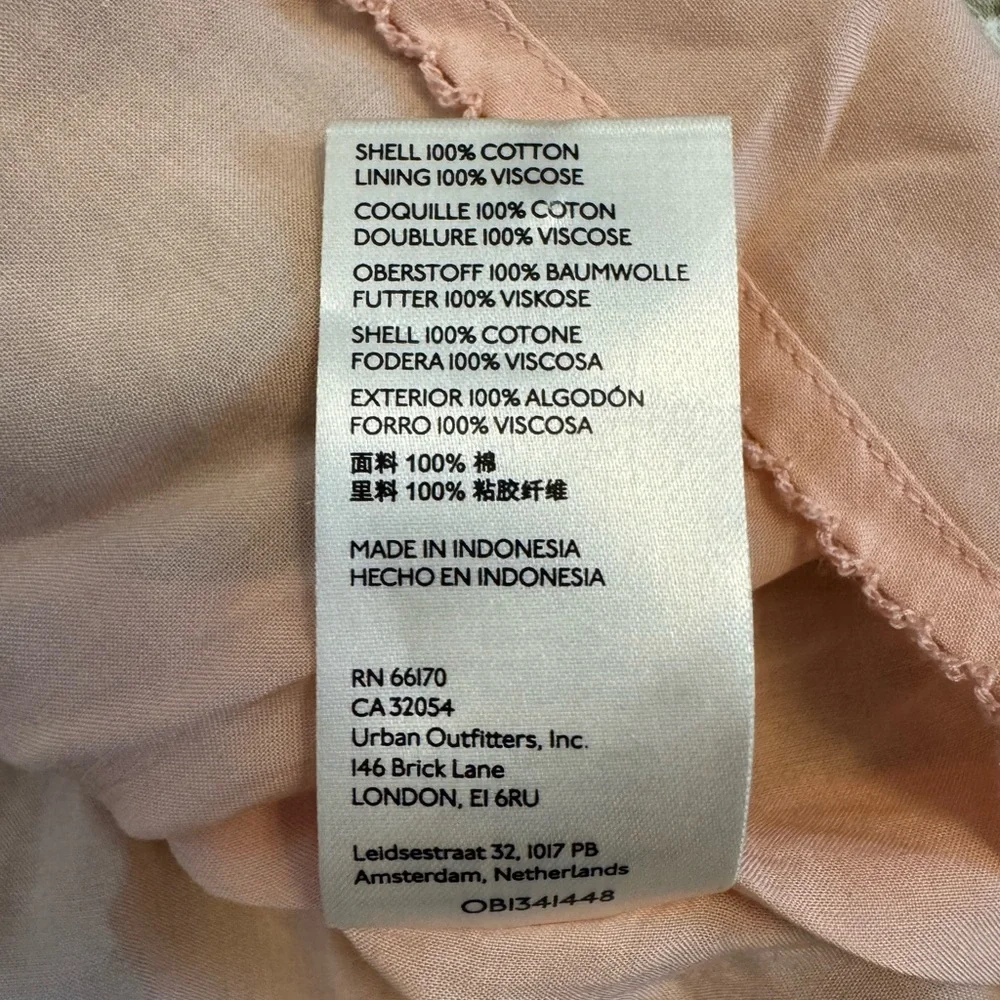 SHELL 100% COTTON
LINING 100% VISCOSE
COQUILLE 100% COTON
DOUBLURE 100% VISCOSE
OBERSTOFF 100% BAUMWOLLE
FUTTER 100% VISKOSE
SHELL 100% COTONE
FODERA 100% VISCOSA
EXTERIOR 100% ALGODÓN
FORRO 100% VISCOSA
面料 100% 棉
里料 100% 粘胶纤维
MADE IN INDONESIA
HECHO EN INDONESIA
RN 66170
CA 32054
Urban Outfitters, Inc.
146 Brick Lane
LONDON, E1 6RU
Leidsestraat 32, 1017 PB
Amsterdam, Netherlands
OB1341448